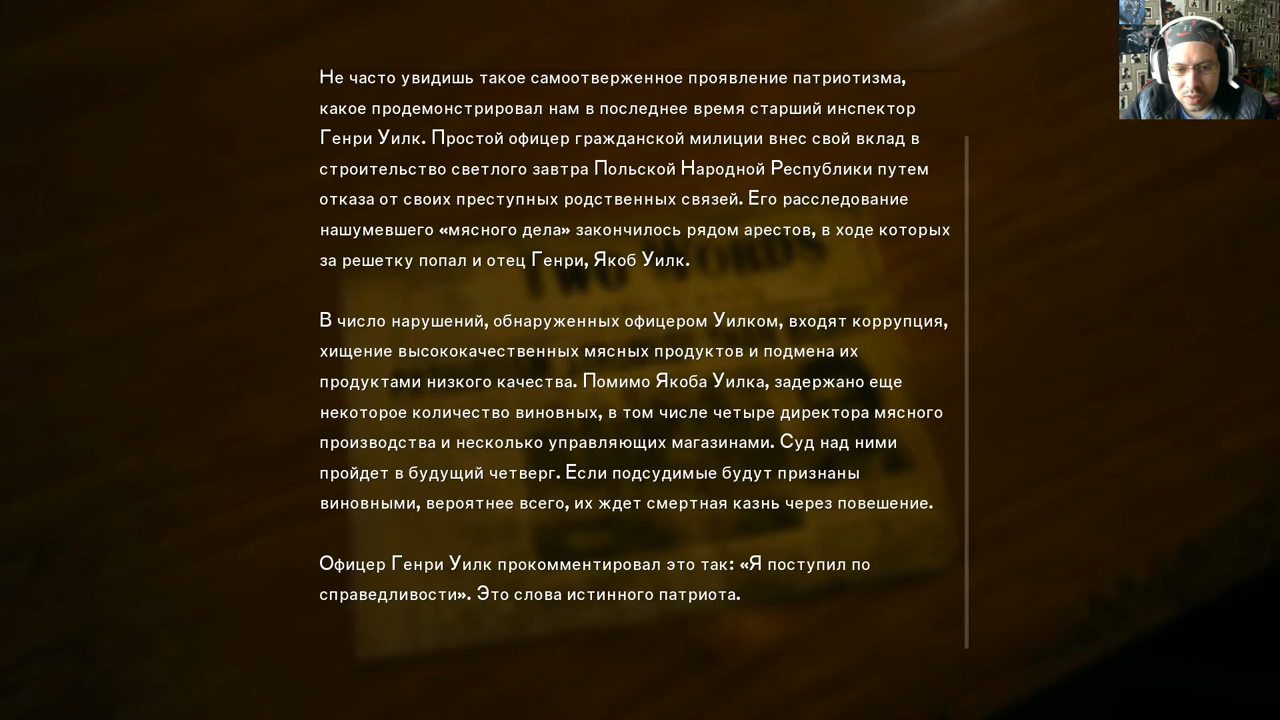 Не часто увидишь такое самоотверженное проявление патриотизма,
какое продемонстрировал нам в последнее время старший инспектор
Генри Уилк. Простой офицер гражданской милиции внес свой вклад в
строительство светлого завтра Польской Народной Республики путем
отказа от своих преступных родственных связей. Его расследование
нашумевшего «мясного дела» закончилось рядом арестов, в ходе которых
за решетку попал и отец Генри, Якоб Уилк.
В число нарушений, обнаруженных офицером Уилком, входят коррупция,
хищение высококачественных мясных продуктов и подмена их
продуктами низкого качества. Помимо Якоба Уилка, задержано еще
некоторое количество виновных, в том числе четыре директора мясного
производства и несколько управляющих магазинами. Суд над ними
пройдет в будущий четверг. Если подсудимые будут признаны
виновными, вероятнее всего, их ждет смертная казнь через повешение.
Офицер Генри Уилк прокомментировал это так: «Я поступил по
справедливости». Это слова истинного патриота.
TWO WORDS